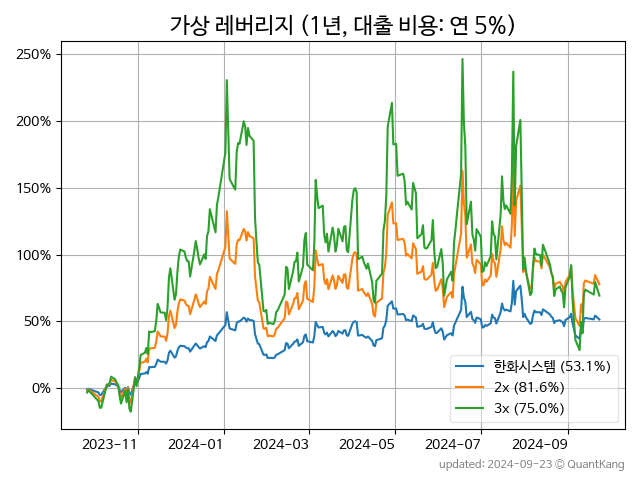 가상 레버리지 (1년, 대출 비용: 연 5%)
250%
200%
150%
100%
50%
0%
한화시스템 (53.1%)
2x (81.6%)
3x (75.0%)
2023-11 2024-01 2024-03 2024-05 2024-07 2024-09
updated: 2024-09-23 © QuantKang